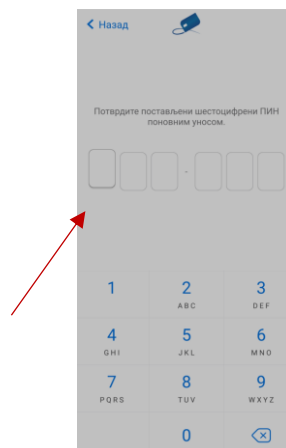 Назад
Потврдите постављени шестоцифрени ПИН
поновним уносом.
-
1 2 3
ABC DEF
4 5 6
GHI JKL MNO
7 8 9
PQRS TUV WXYZ
0